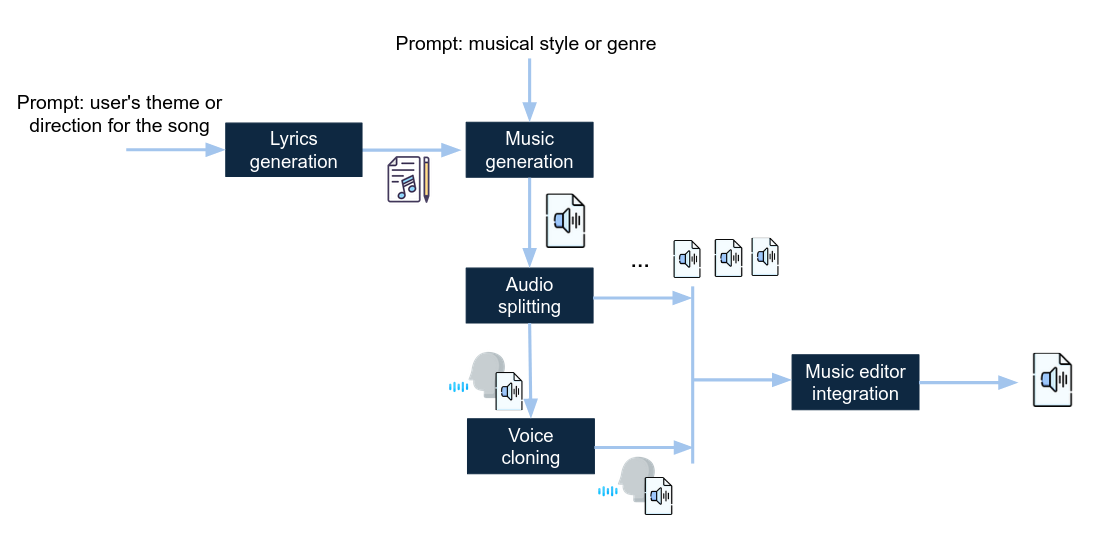 Prompt: musical style or genre
Prompt: user's theme or
direction for the song
Lyrics
generation
Music
generation
...
Audio
splitting
Music editor
integration
Voice
cloning